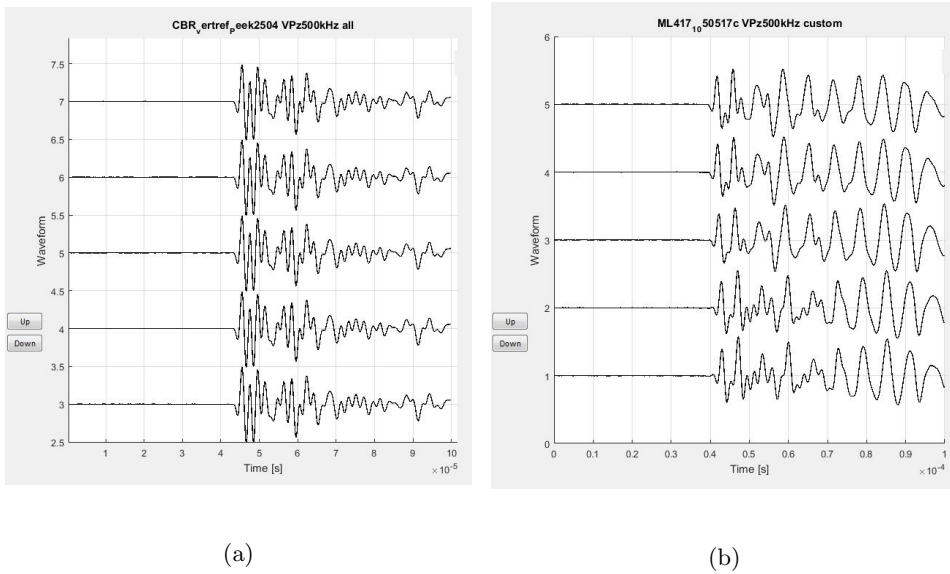 CBRvertrefpeek2504 VPz500kHz all
7.5
7
6.5
6
5.5
5
4.5
4
3.5
3
2.5
Waveform
Up
Down
1 2 3 4 5 6 7 8 9 10
Time [s]
×10-5
(a)
ML4171050517c VPz500kHz custom
6
5
4
3
2
1
0
Waveform
Up
Down
0 0.1 0.2 0.3 0.4 0.5 0.6 0.7 0.8 0.9 1
Time [s]
×10-4
(b)